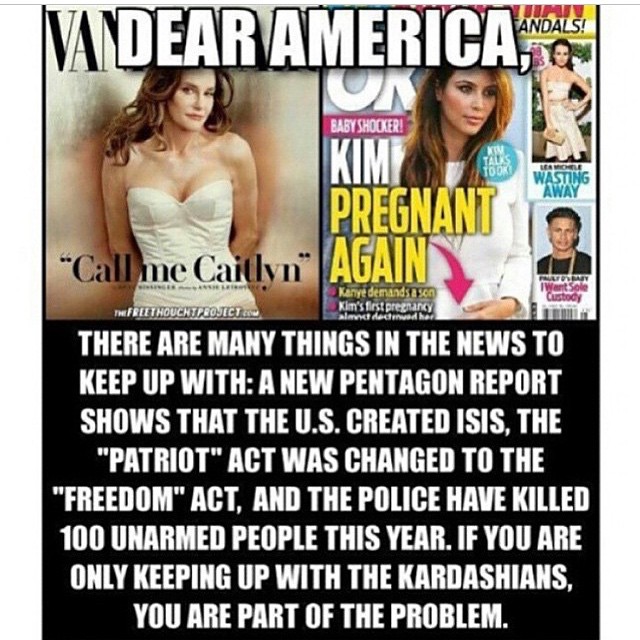 VAN
DEAR AMERICA,
ANDALS!
OK
BABY SHOCKER!
KIM
PREGNANT
AGAIN
KIM
TALKS
TO OK!
Kanye demands a son
Kim's first pregnancy
almost destroyed her
LEA MICHELE
WASTING
AWAY
PAULY D'S BABY
I Want Sole
Custody
"Call me Caitlyn"
THEFREETHOUGHTPROJECT.COM
THERE ARE MANY THINGS IN THE NEWS TO
KEEP UP WITH: A NEW PENTAGON REPORT
SHOWS THAT THE U.S. CREATED ISIS, THE
"PATRIOT" ACT WAS CHANGED TO THE
"FREEDOM" ACT, AND THE POLICE HAVE KILLED
100 UNARMED PEOPLE THIS YEAR. IF YOU ARE
ONLY KEEPING UP WITH THE KARDASHIANS,
YOU ARE PART OF THE PROBLEM.